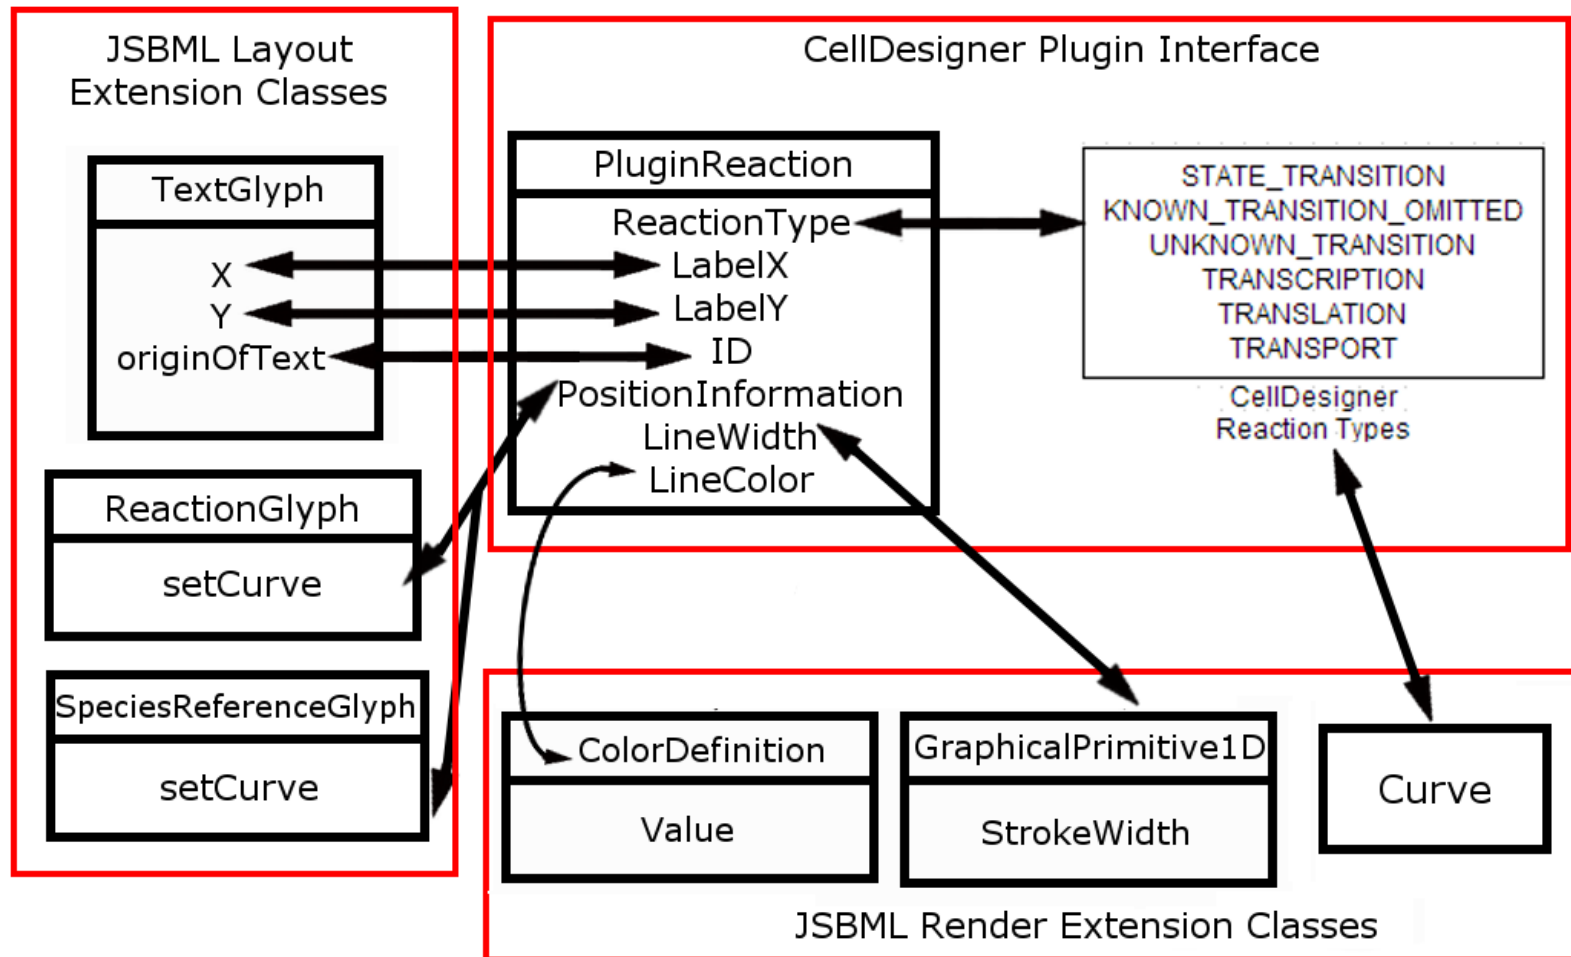 JSBML Layout
Extension Classes
TextGlyph
X
Y
originOfText
ReactionGlyph
setCurve
SpeciesReferenceGlyph
setCurve
CellDesigner Plugin Interface
PluginReaction
ReactionType
LabelX
LabelY
ID
PositionInformation
LineWidth
LineColor
STATE_TRANSITION
KNOWN_TRANSITION_OMITTED
UNKNOWN_TRANSITION
TRANSCRIPTION
TRANSLATION
TRANSPORT
CellDesigner
Reaction Types
ColorDefinition
Value
GraphicalPrimitive1D
StrokeWidth
Curve
JSBML Render Extension Classes